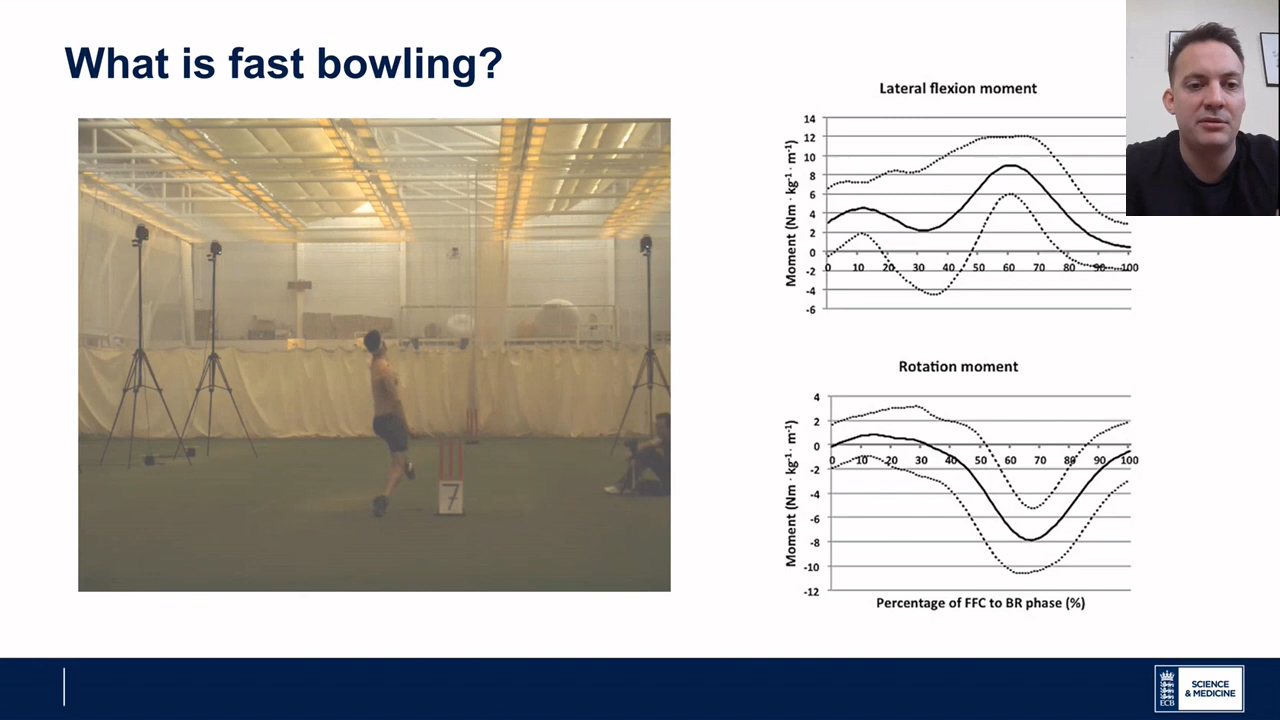 What is fast bowling?
7
Lateral flexion moment
Moment (Nm · kg⁻¹ · m⁻¹)
14
12
10
8
6
4
2
0
-2
-4
-6
0 10 20 30 40 50 60 70 80 90 100
Rotation moment
Moment (Nm · kg⁻¹ · m⁻¹)
4
2
0
-2
-4
-6
-8
-10
-12
0 10 20 30 40 50 60 70 80 90 100
Percentage of FFC to BR phase (%)
ECB
SCIENCE
& MEDICINE